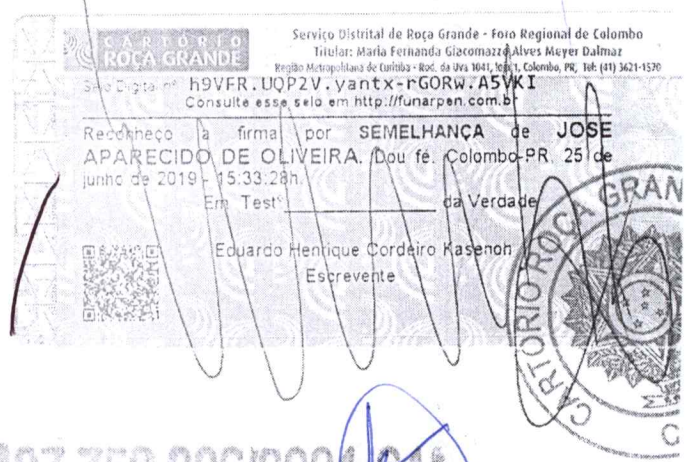 CARTÓRIO
ROÇA GRANDE
Serviço Distrital de Roça Grande - Foro Regional de Colombo
Titular: Maria Fernanda Giacomazzo Alves Meyer Dalmaz
Região Metropolitana de Curitiba - Rod. da Uva 1041, loja 1, Colombo, PR, Tel: (41) 3621-1570
Selo Digital nº h9VFR.UQP2V.yantx-rGORw.A5VKI
Consulte esse selo em http://funarpen.com.br
Reconheço a firma por SEMELHANÇA de JOSE
APARECIDO DE OLIVEIRA. Dou fé. Colombo-PR. 25 de
junho de 2019 - 15:33:28h.
Em Testº da Verdade
Eduardo Henrique Cordeiro Kasenoh
Escrevente
CARTÓRIO ROÇA GRAN